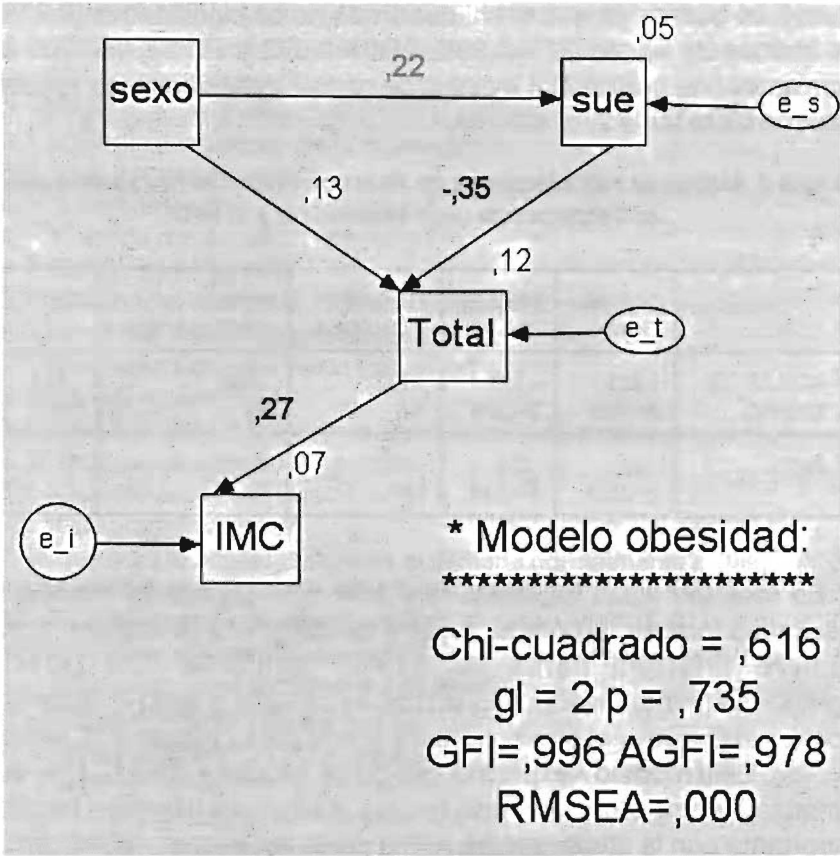 ,05
,22
sexo
sue
e_s
,13
-,35
,12
Total
e_t
,27
,07
e_i
IMC
* Modelo obesidad:
**********************
Chi-cuadrado = ,616
gl = 2 p = ,735
GFI=,996 AGFI=,978
RMSEA=,000